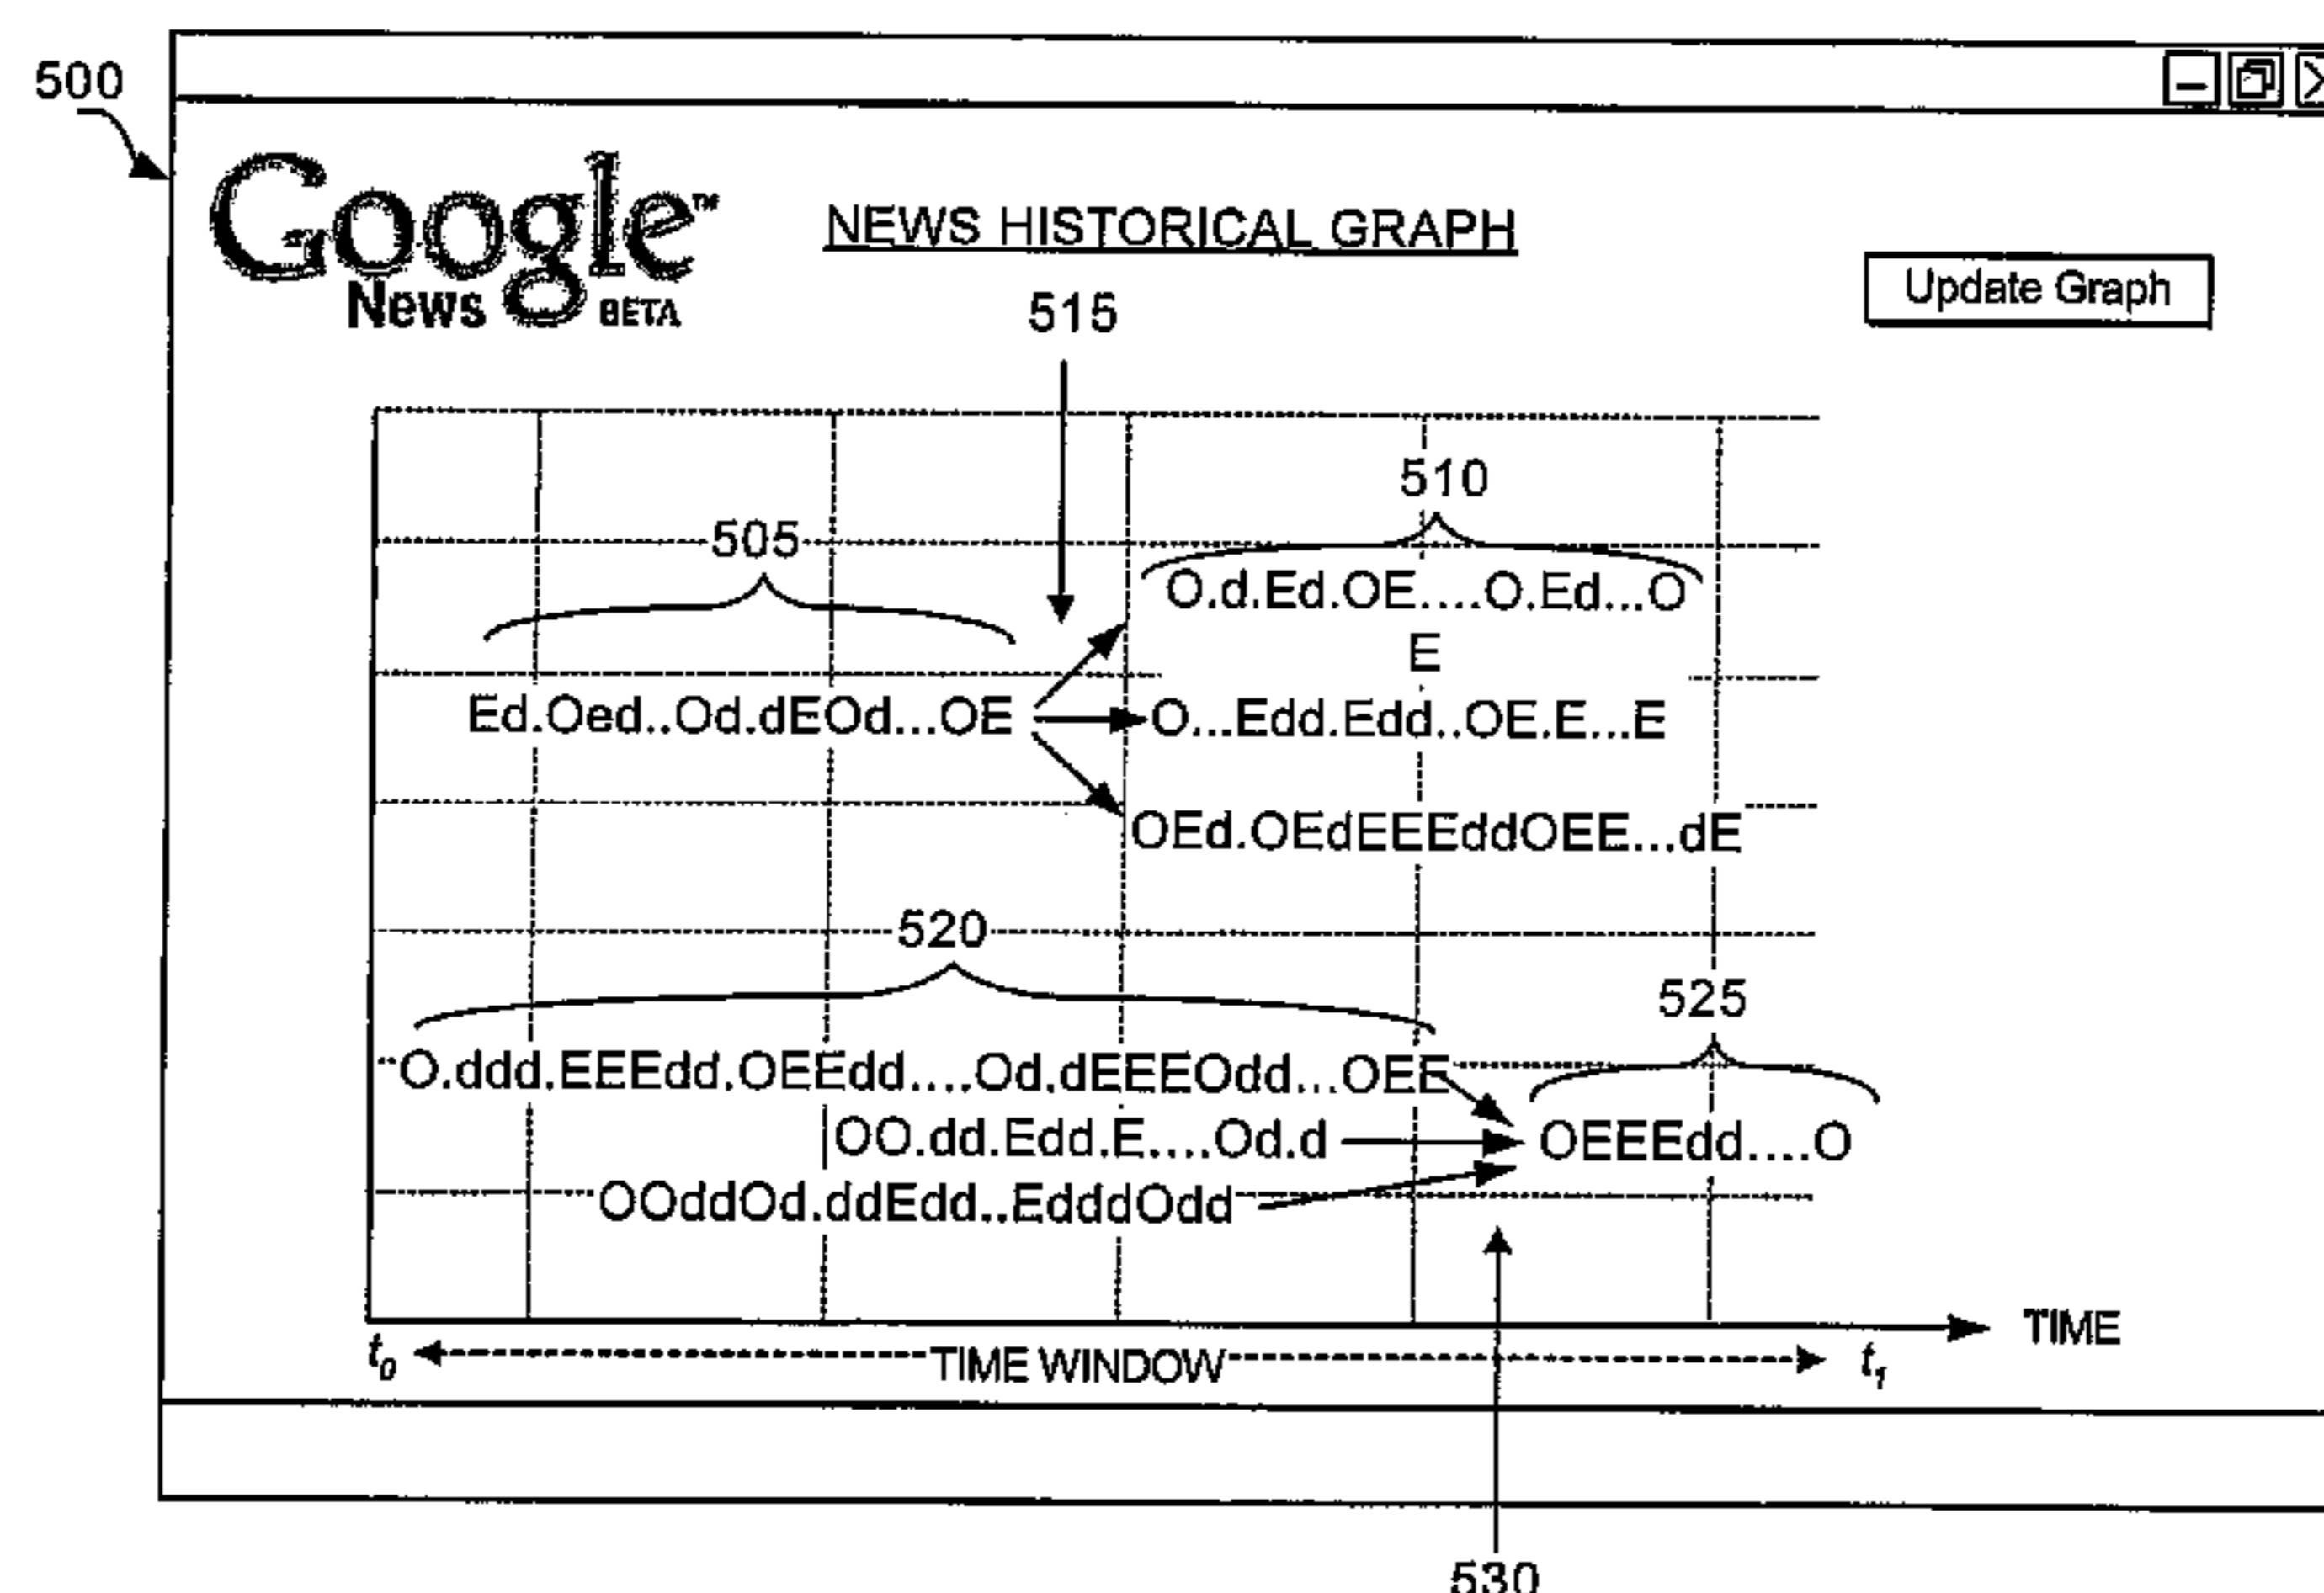 500
Google™
News BETA
NEWS HISTORICAL GRAPH
Update Graph
515
510
505
O.d.Ed.OE....O.Ed...O
E
Ed.Oed..Od.dEOd...OE
O...Edd.Edd..OE.E...E
OEd.OEdEEEddOEE...dE
520
525
O.ddd.EEEdd.OEEdd....Od.dEEEOdd...OEE
OO.dd.Edd.E....Od.d
OEEEdd....O
OOddOd.ddEdd..EdddOdd
TIME
t0 TIME WINDOW t1
530